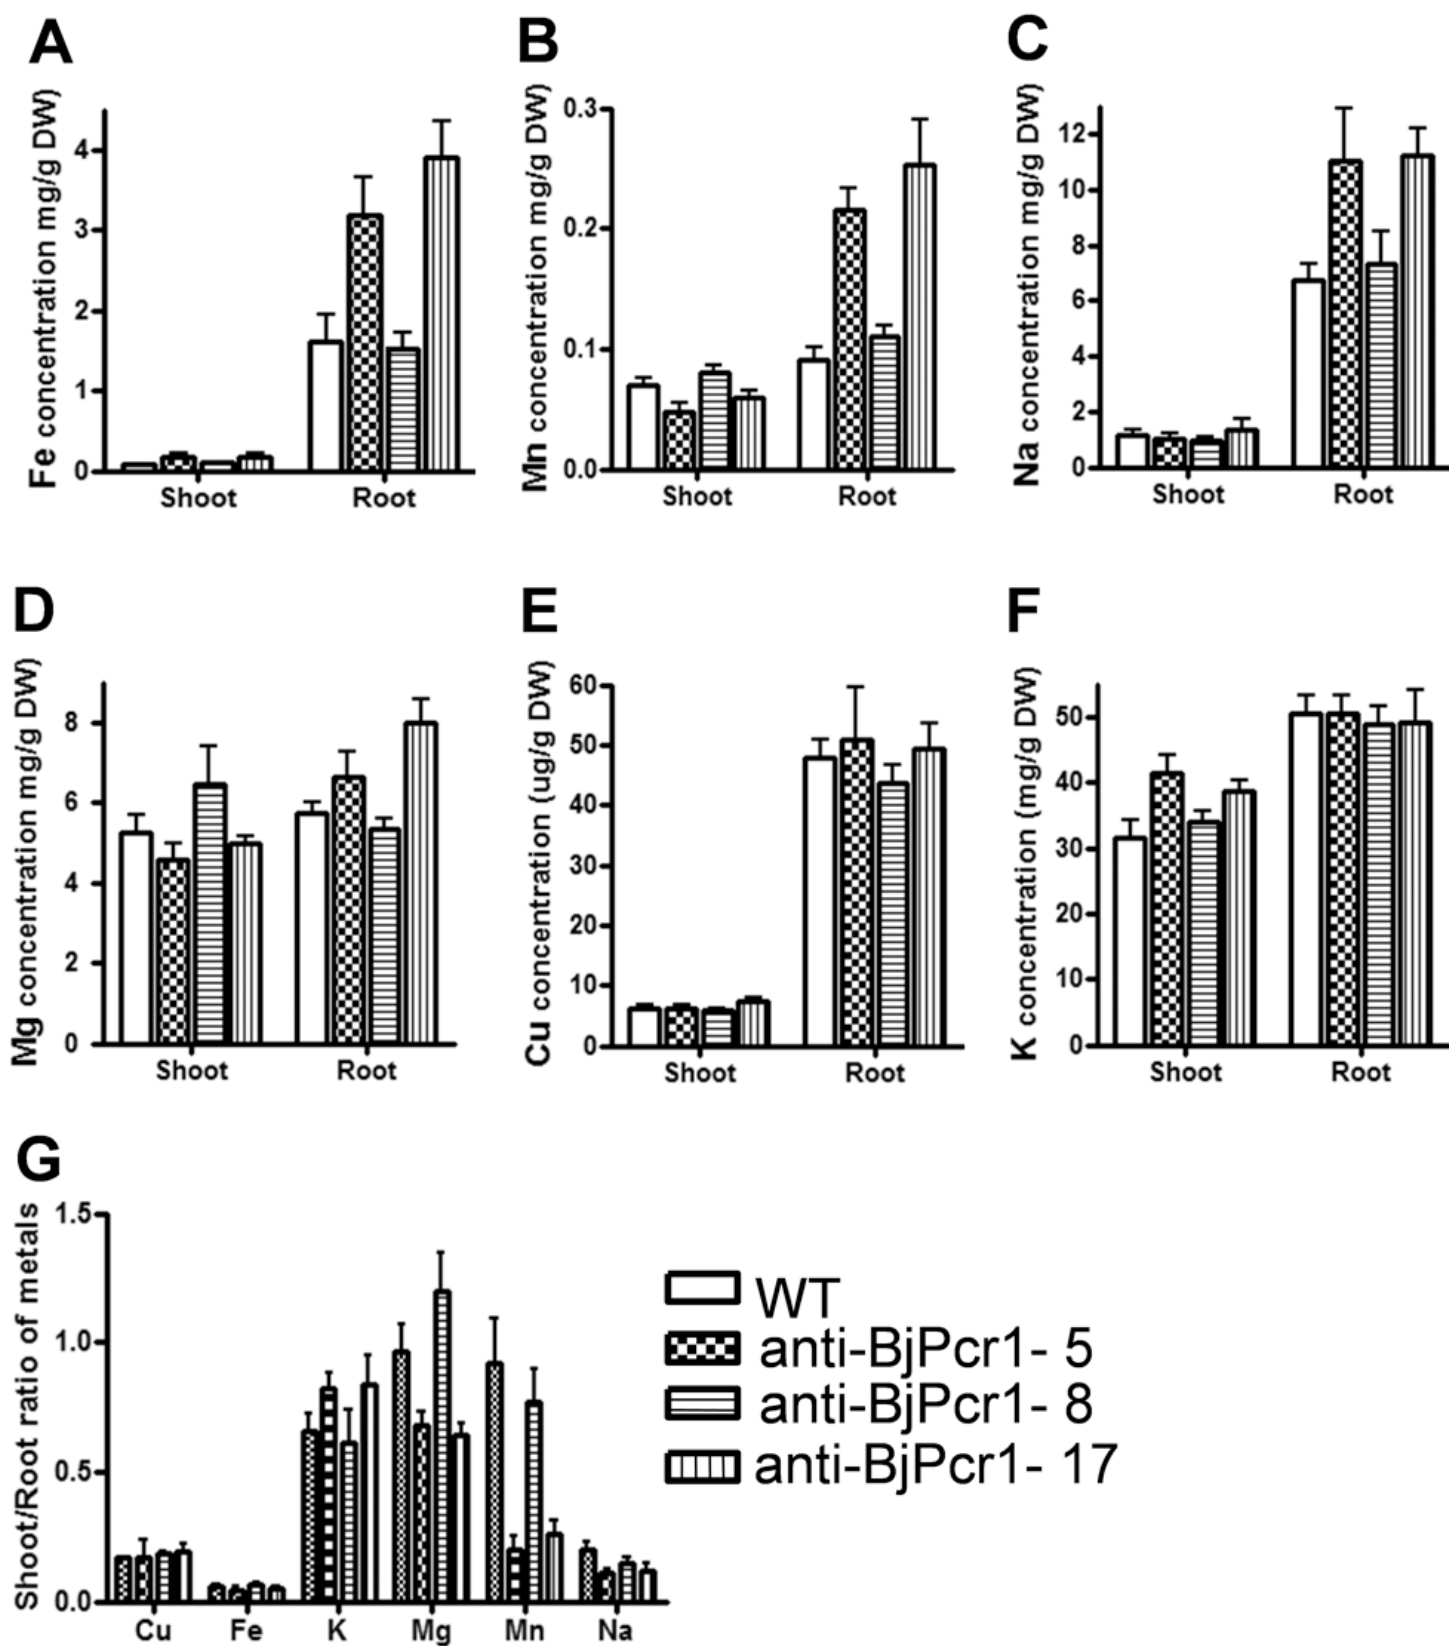 A
Fe concentration mg/g DW)
4
3
2
1
0
Shoot Root
B
Mn concentration mg/g DW)
0.3
0.2
0.1
0.0
Shoot Root
C
Na concentration mg/g DW)
12
10
8
6
4
2
0
Shoot Root
D
Mg concentration mg/g DW)
8
6
4
2
0
Shoot Root
E
Cu concentration (ug/g DW)
60
50
40
30
20
10
0
Shoot Root
F
K concentration (mg/g DW)
50
40
30
20
10
0
Shoot Root
G
Shoot/Root ratio of metals
1.5
1.0
0.5
0.0
Cu Fe K Mg Mn Na
WT
anti-BjPcr1- 5
anti-BjPcr1- 8
anti-BjPcr1- 17